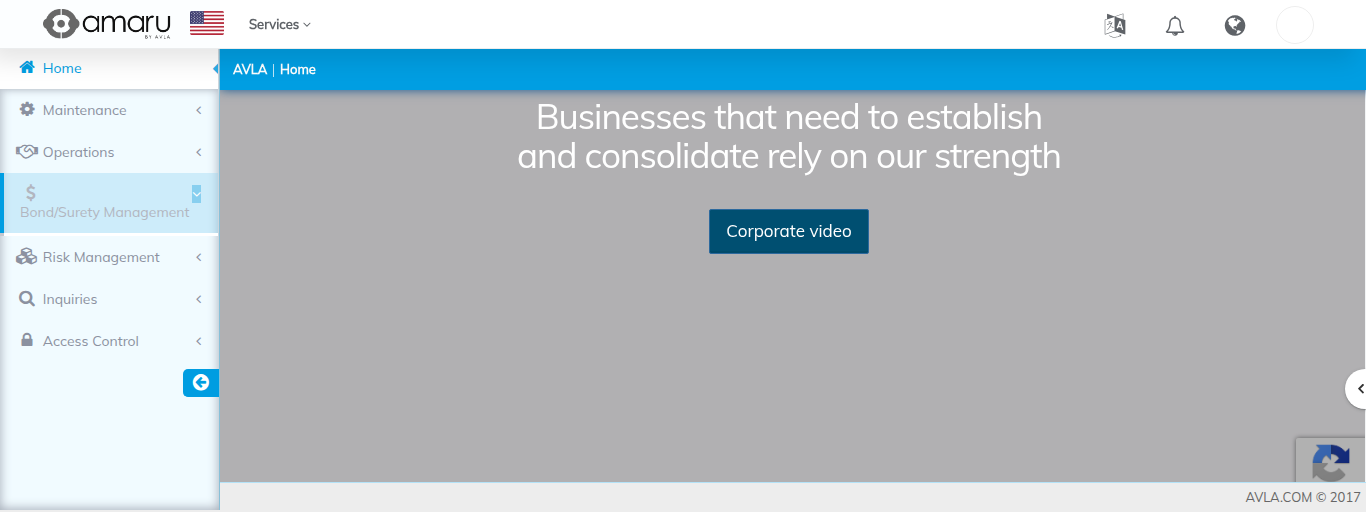 amaru
BY AVLA
Services
Home
AVLA | Home
Maintenance
Operations
$
Bond/Surety Management
Risk Management
Inquiries
Access Control
Businesses that need to establish
and consolidate rely on our strength
Corporate video
AVLA.COM © 2017